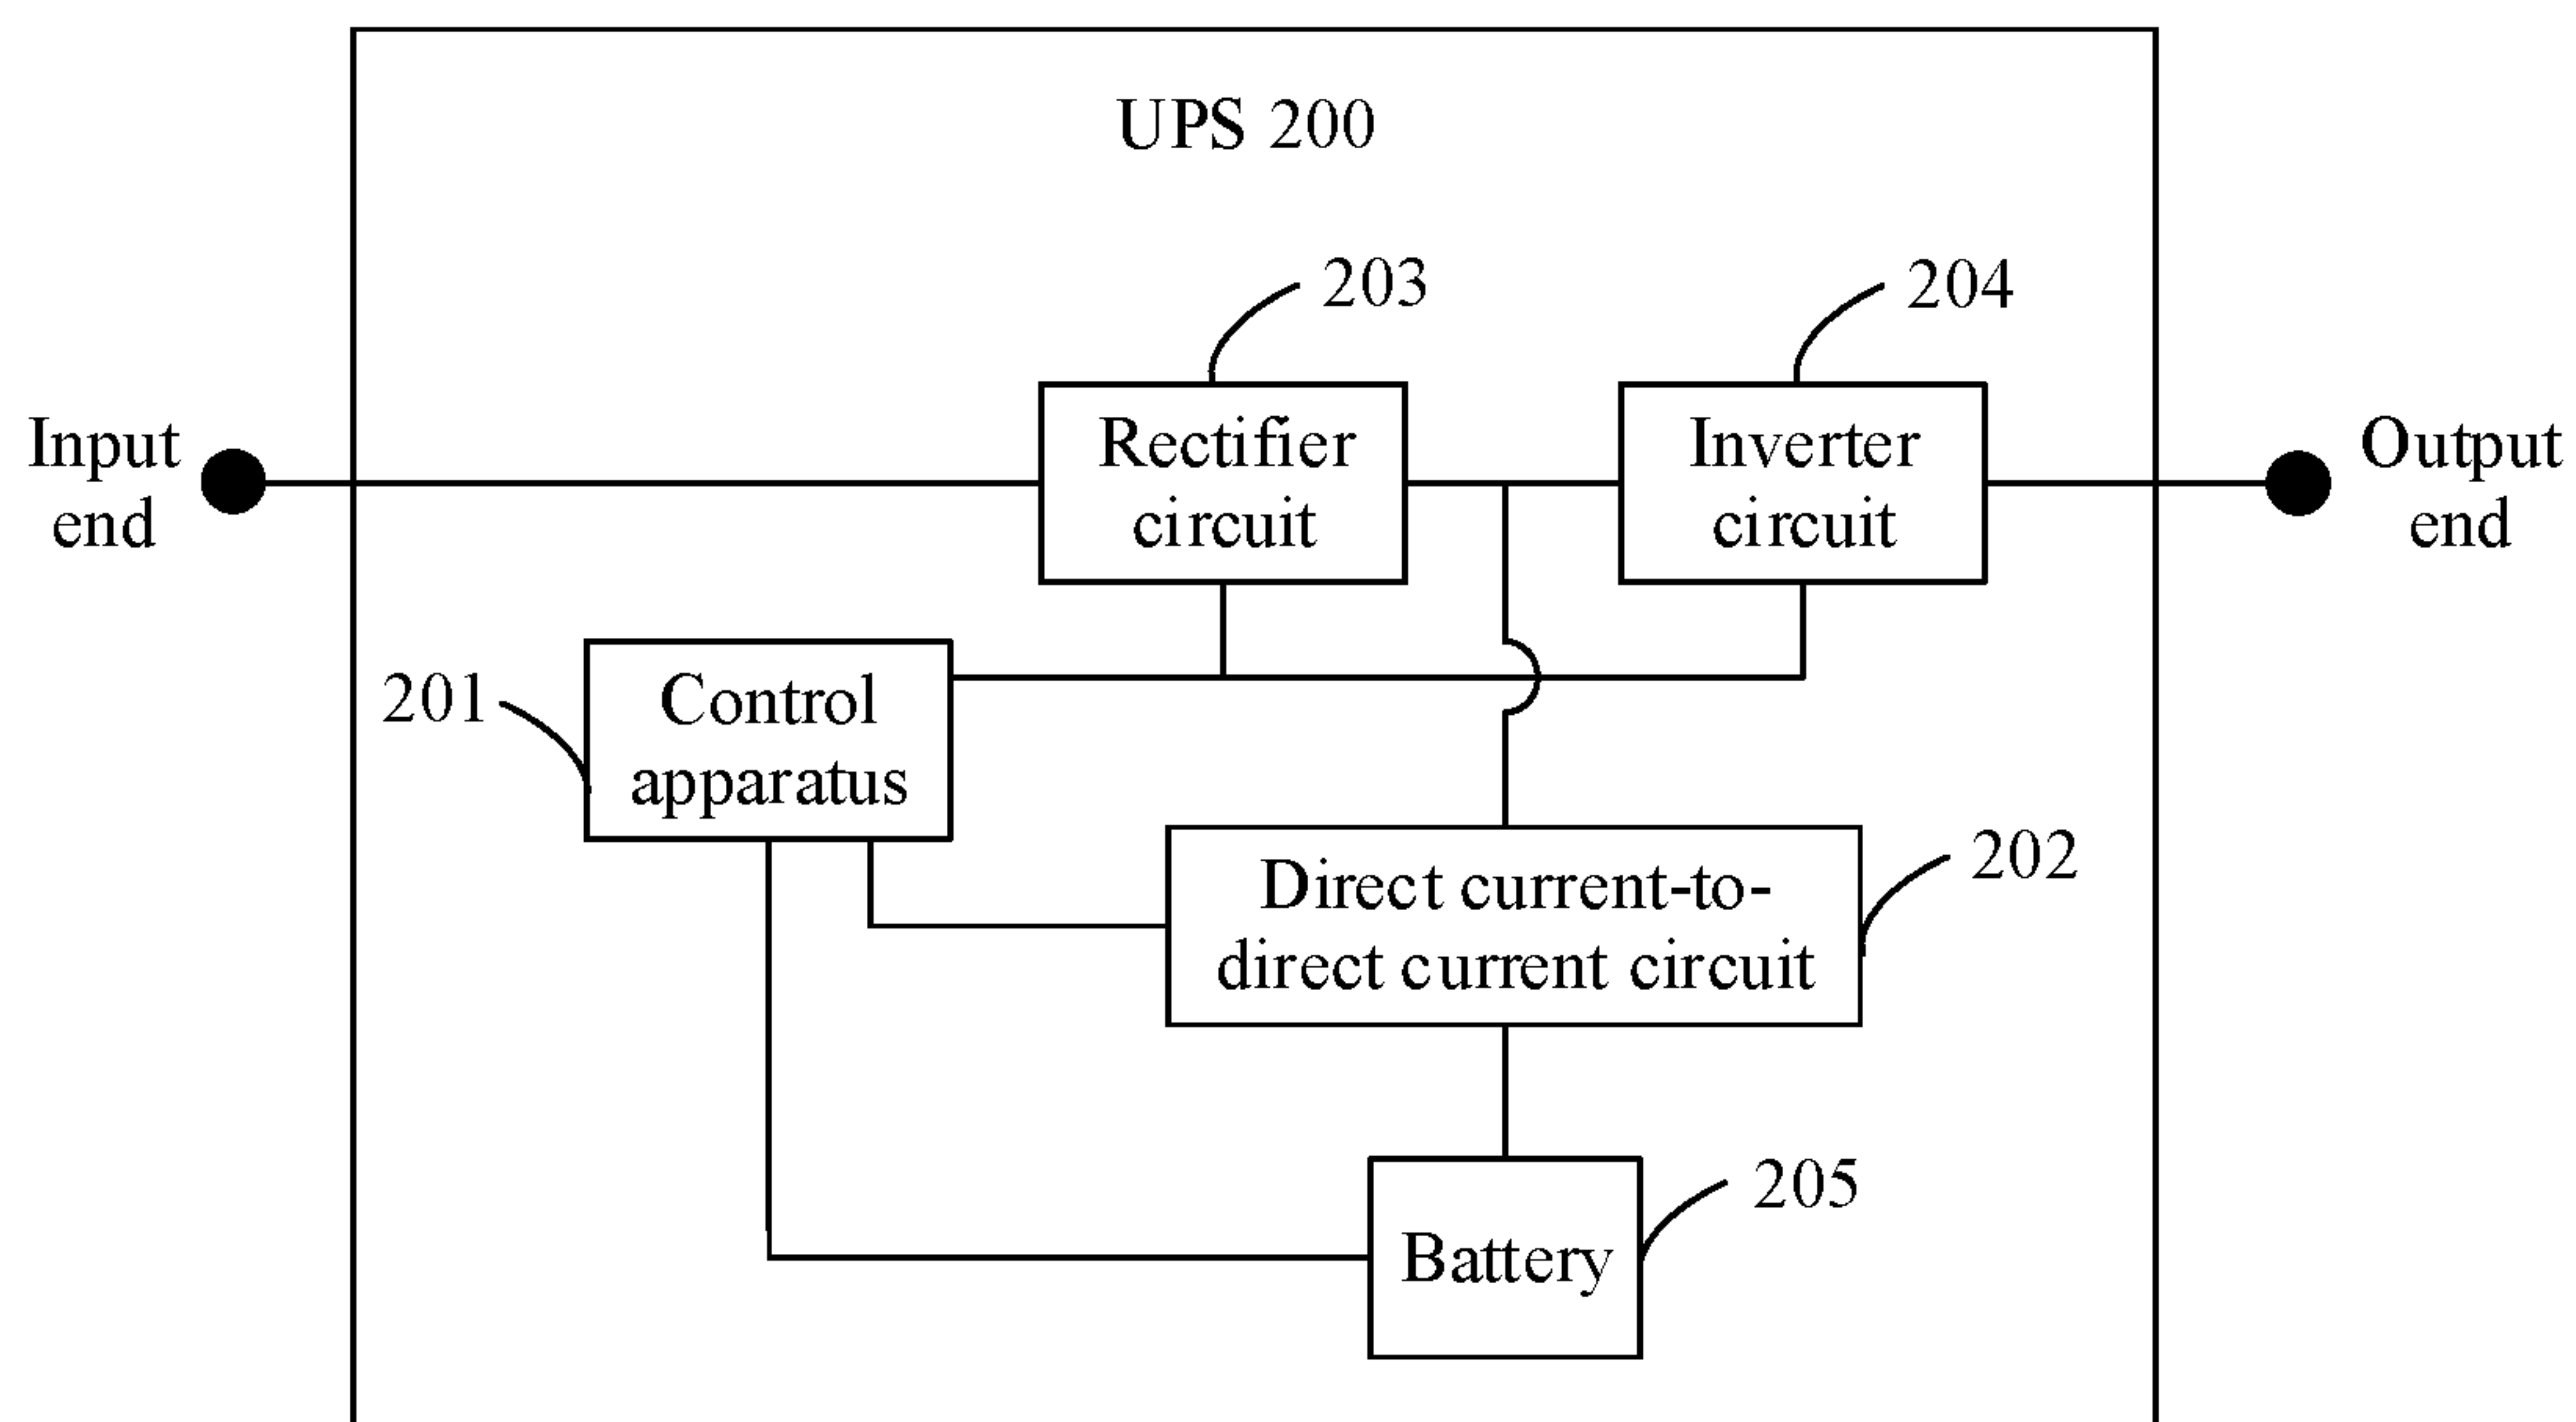 UPS 200
203
204
Input
end
Rectifier
circuit
Inverter
circuit
Output
end
201
Control
apparatus
202
Direct current-to-
direct current circuit
205
Battery